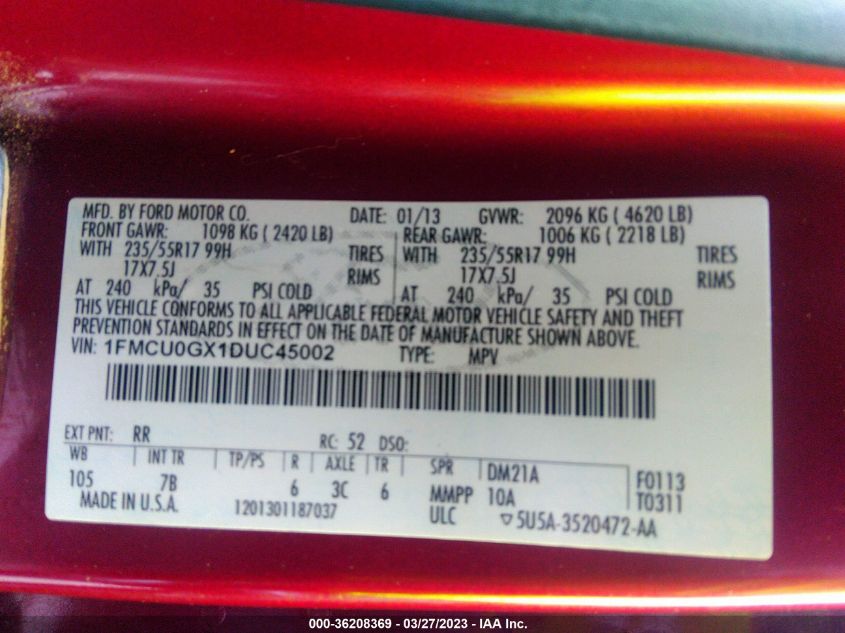 MFD. BY FORD MOTOR CO. DATE: 01/13 GVWR: 2096 KG ( 4620 LB)
FRONT GAWR: 1098 KG ( 2420 LB) REAR GAWR: 1006 KG ( 2218 LB)
WITH 235/55R17 99H TIRES WITH 235/55R17 99H TIRES
17X7.5J RIMS 17X7.5J RIMS
AT 240 kPa/ 35 PSI COLD AT 240 kPa/ 35 PSI COLD
THIS VEHICLE CONFORMS TO ALL APPLICABLE FEDERAL MOTOR VEHICLE SAFETY AND THEFT
PREVENTION STANDARDS IN EFFECT ON THE DATE OF MANUFACTURE SHOWN ABOVE.
VIN: 1FMCU0GX1DUC45002 TYPE: MPV
EXT PNT: RR RC: 52 DSO:
WB INT TR TP/PS R AXLE TR SPR DM21A F0113
105 7B 6 3C 6 MMPP 10A T0311
MADE IN U.S.A. 1201301187037 ULC ▽5U5A-3520472-AA
000-36208369 — 03/27/2023 — IAA Inc.